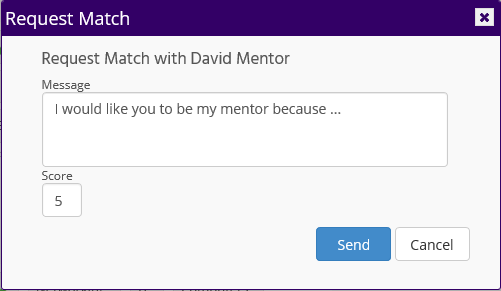 Request Match
Request Match with David Mentor
Message
I would like you to be my mentor because ...
Score
5
Send Cancel